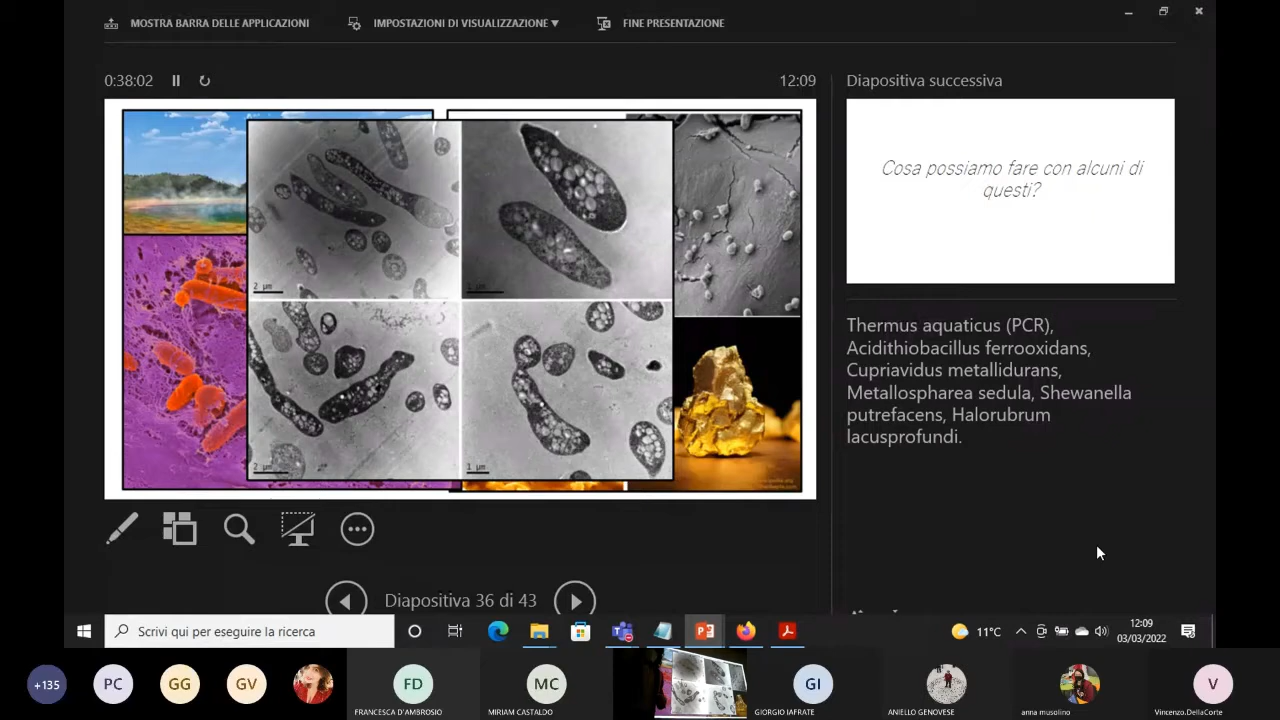 MOSTRA BARRA DELLE APPLICAZIONI
IMPOSTAZIONI DI VISUALIZZAZIONE ▼
FINE PRESENTAZIONE
0:38:02
12:09
Diapositiva successiva
2 µm
1 µm
2 µm
1 µm
Cosa possiamo fare con alcuni di
questi?
Thermus aquaticus (PCR),
Acidithiobacillus ferrooxidans,
Cupriavidus metallidurans,
Metallospharea sedula, Shewanella
putrefacens, Halorubrum
lacusprofundi.
Diapositiva 36 di 43
Scrivi qui per eseguire la ricerca
11°C
12:09
03/03/2022
+135
PC
GG
GV
FD
FRANCESCA D'AMBROSIO
MC
MIRIAM CASTALDO
GI
GIORGIO IAFRATE
ANIELLO GENOVESE
anna musolino
V
Vincenzo.DellaCorte